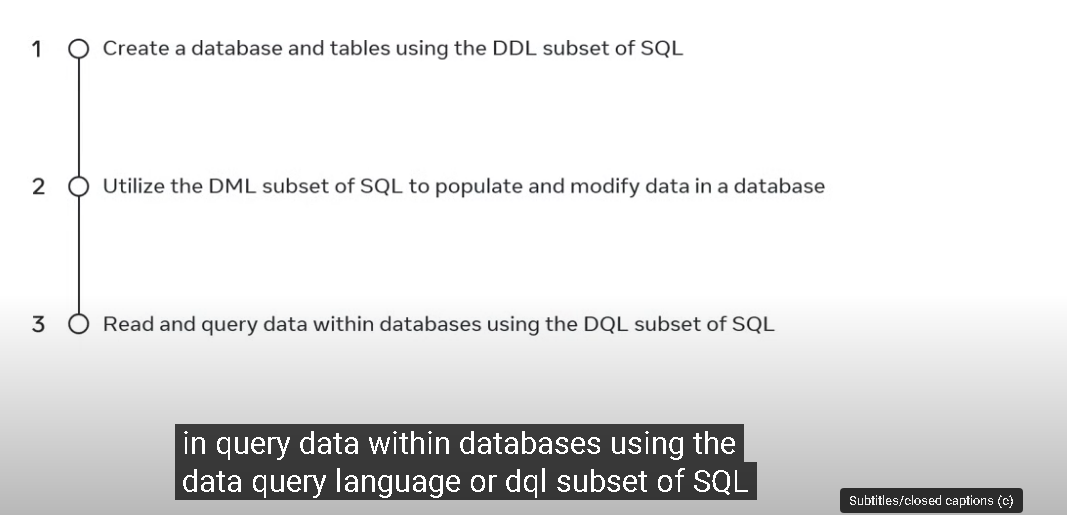 1 Create a database and tables using the DDL subset of SQL
2 Utilize the DML subset of SQL to populate and modify data in a database
3 Read and query data within databases using the DQL subset of SQL
in query data within databases using the
data query language or dql subset of SQL
Subtitles/closed captions (c)